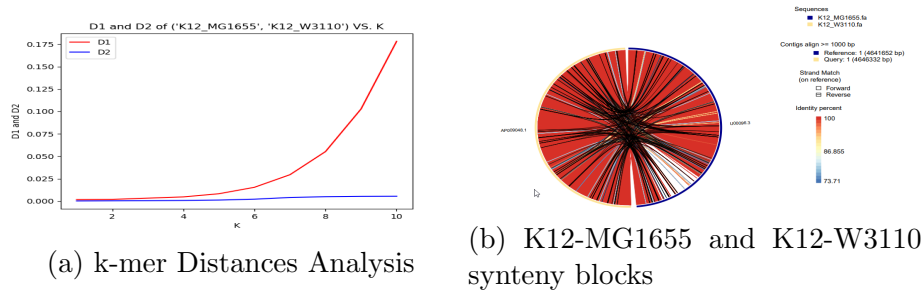 D1 and D2 of ('K12_MG1655', 'K12_W3110') VS. K
D1
D2
0.175
0.150
0.125
0.100
0.075
0.050
0.025
0.000
D1 and D2
2
4
6
8
10
K
(a) k-mer Distances Analysis
Sequences
K12_MG1655.fa
K12_W3110.fa
Contigs align >= 1000 bp
Reference: 1 (4641652 bp)
Query: 1 (4646332 bp)
Strand Match
(on reference)
Forward
Reverse
Identity percent
100
86.855
73.71
AP009048.1
U00096.3
(b) K12-MG1655 and K12-W3110
synteny blocks